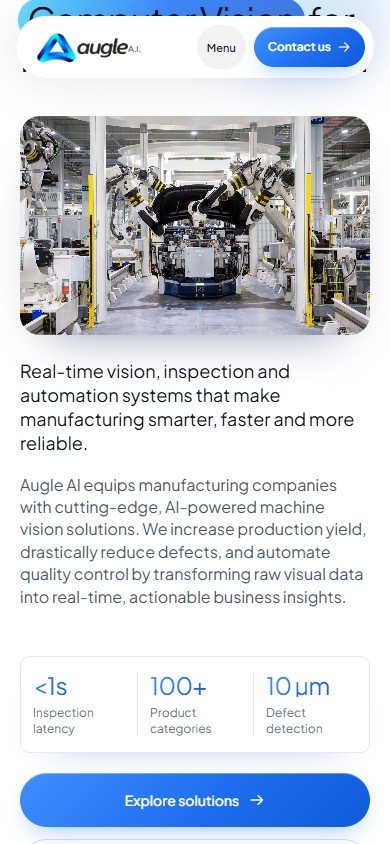 Computer Vision for
augle A.I.
Menu
Contact us
Real-time vision, inspection and
automation systems that make
manufacturing smarter, faster and more
reliable.
Augle AI equips manufacturing companies
with cutting-edge, AI-powered machine
vision solutions. We increase production yield,
drastically reduce defects, and automate
quality control by transforming raw visual data
into real-time, actionable business insights.
<1s
Inspection
latency
100+
Product
categories
10 µm
Defect
detection
Explore solutions